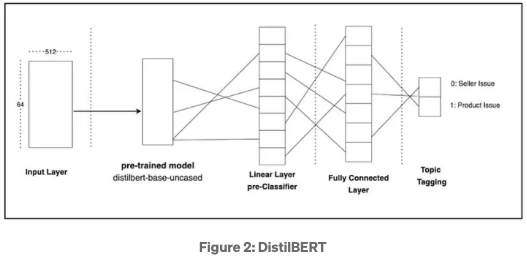 512
64
Input Layer
pre-trained model
distilbert-base-uncased
Linear Layer
pre-Classifier
Fully Connected
Layer
0: Seller Issue
1: Product Issue
Topic
Tagging
Figure 2: DistilBERT